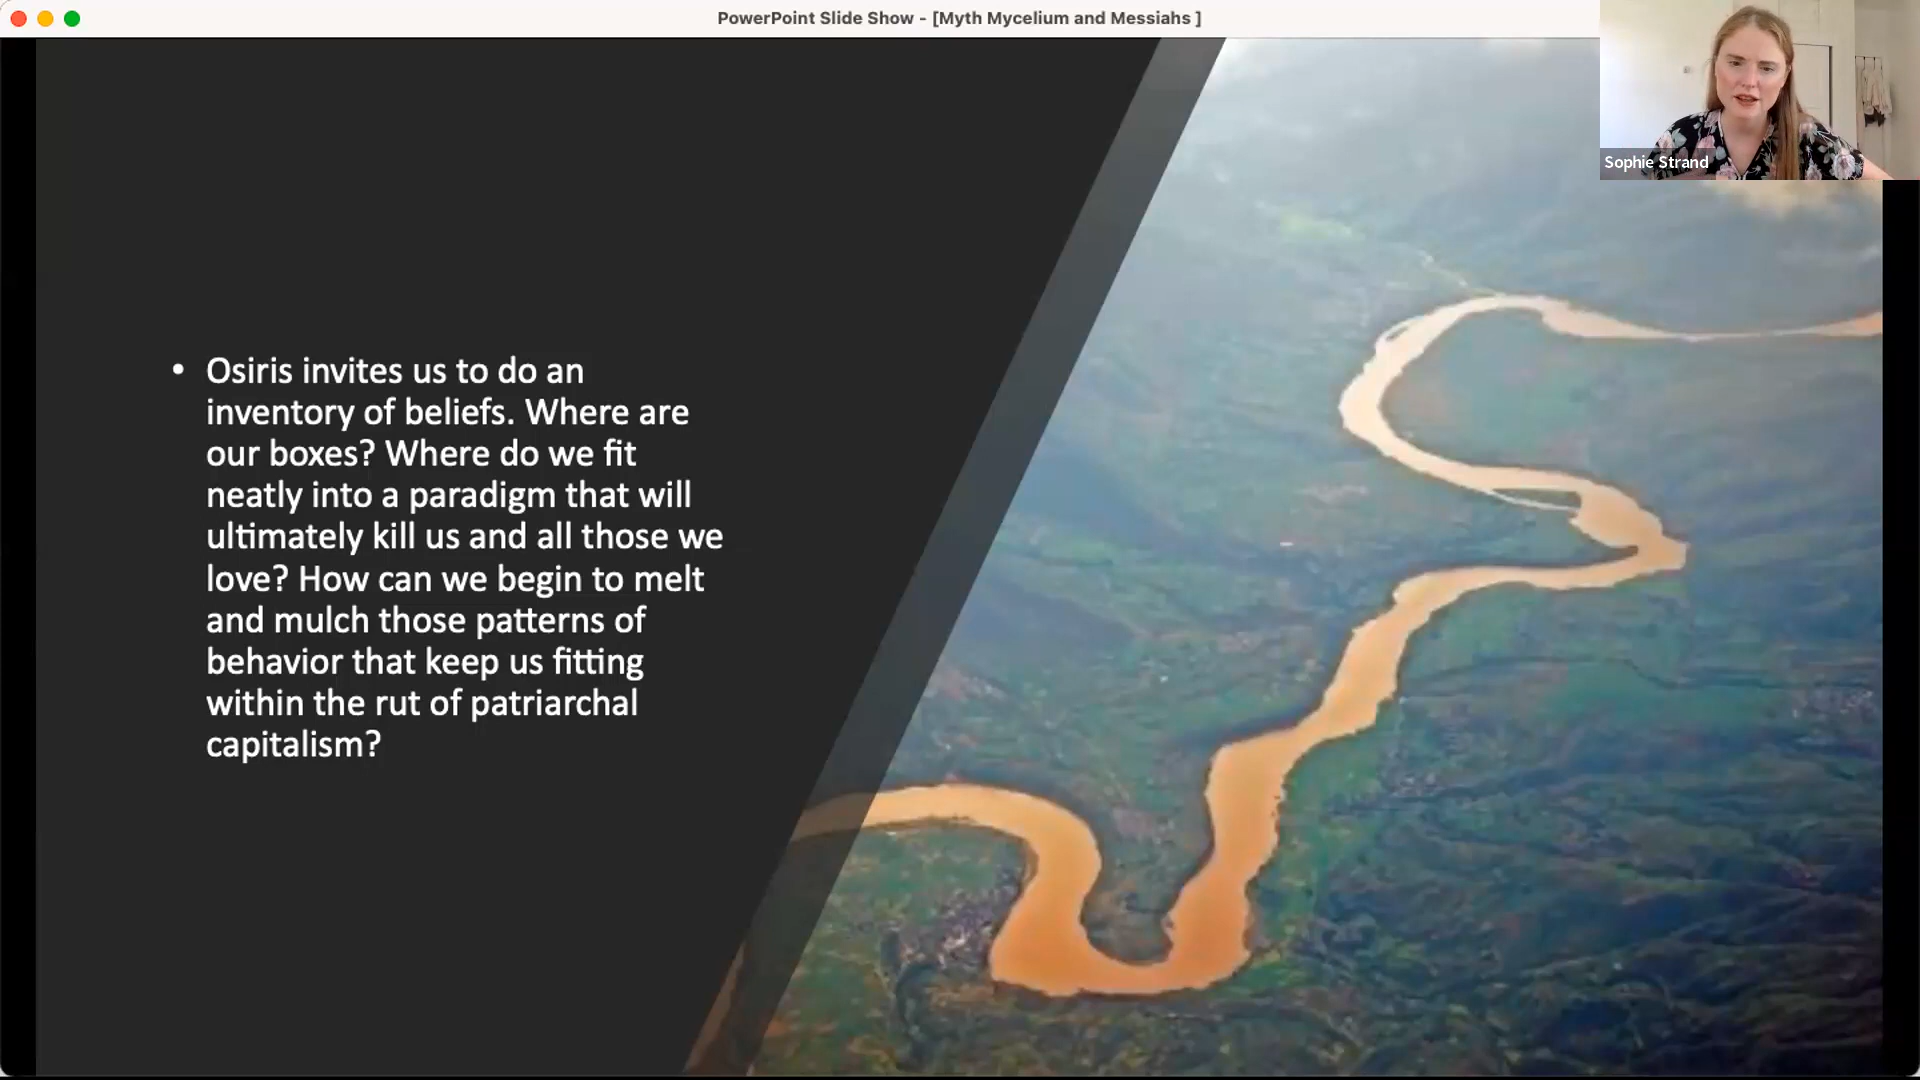 PowerPoint Slide Show - [Myth Mycelium and Messiahs ]
Sophie Strand
• Osiris invites us to do an
inventory of beliefs. Where are
our boxes? Where do we fit
neatly into a paradigm that will
ultimately kill us and all those we
love? How can we begin to melt
and mulch those patterns of
behavior that keep us fitting
within the rut of patriarchal
capitalism?